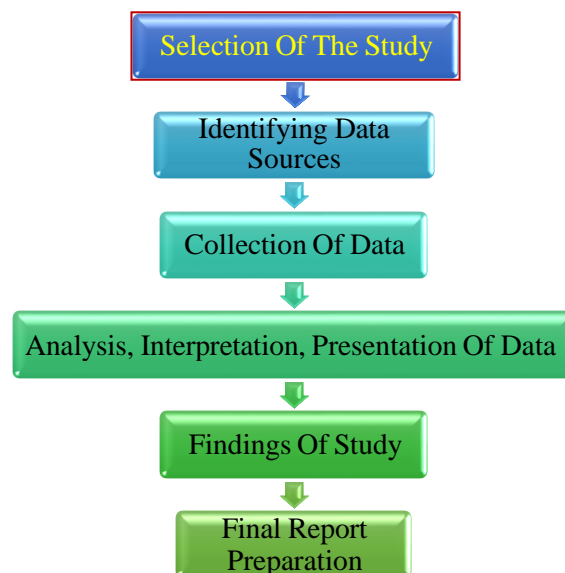 Selection Of The Study
Identifying Data
Sources
Collection Of Data
Analysis, Interpretation, Presentation Of Data
Findings Of Study
Final Report
Preparation